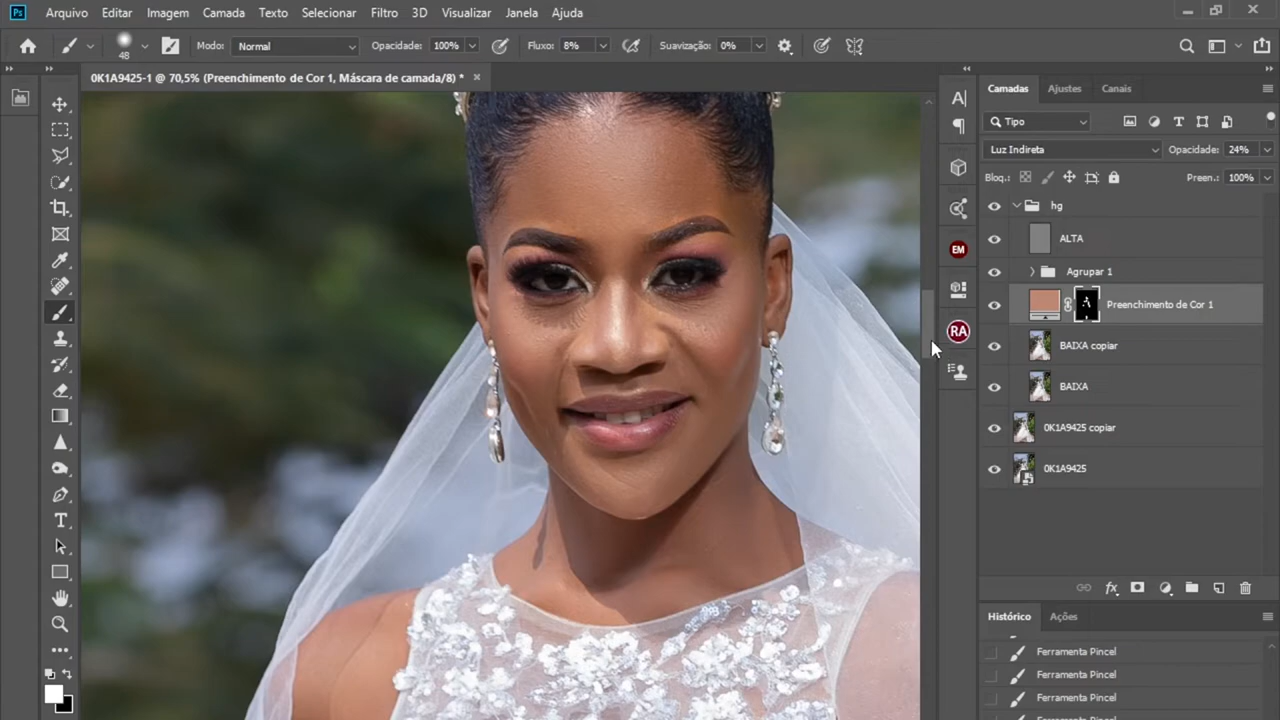 Ps Arquivo Editar Imagem Camada Texto Selecionar Filtro 3D Visualizar Janela Ajuda
48 Modo: Normal Opacidade: 100% Fluxo: 8% Suavização: 0%
0K1A9425-1 @ 70,5% (Preenchimento de Cor 1, Máscara de camada/8) *
Camadas Ajustes Canais
Tipo
Luz Indireta Opacidade: 24%
Bloq.: Preen.: 100%
hg
ALTA
EM
Agrupar 1
Preenchimento de Cor 1
RA
BAIXA copiar
BAIXA
0K1A9425 copiar
0K1A9425
fx
Histórico Ações
Ferramenta Pincel
Ferramenta Pincel
Ferramenta Pincel